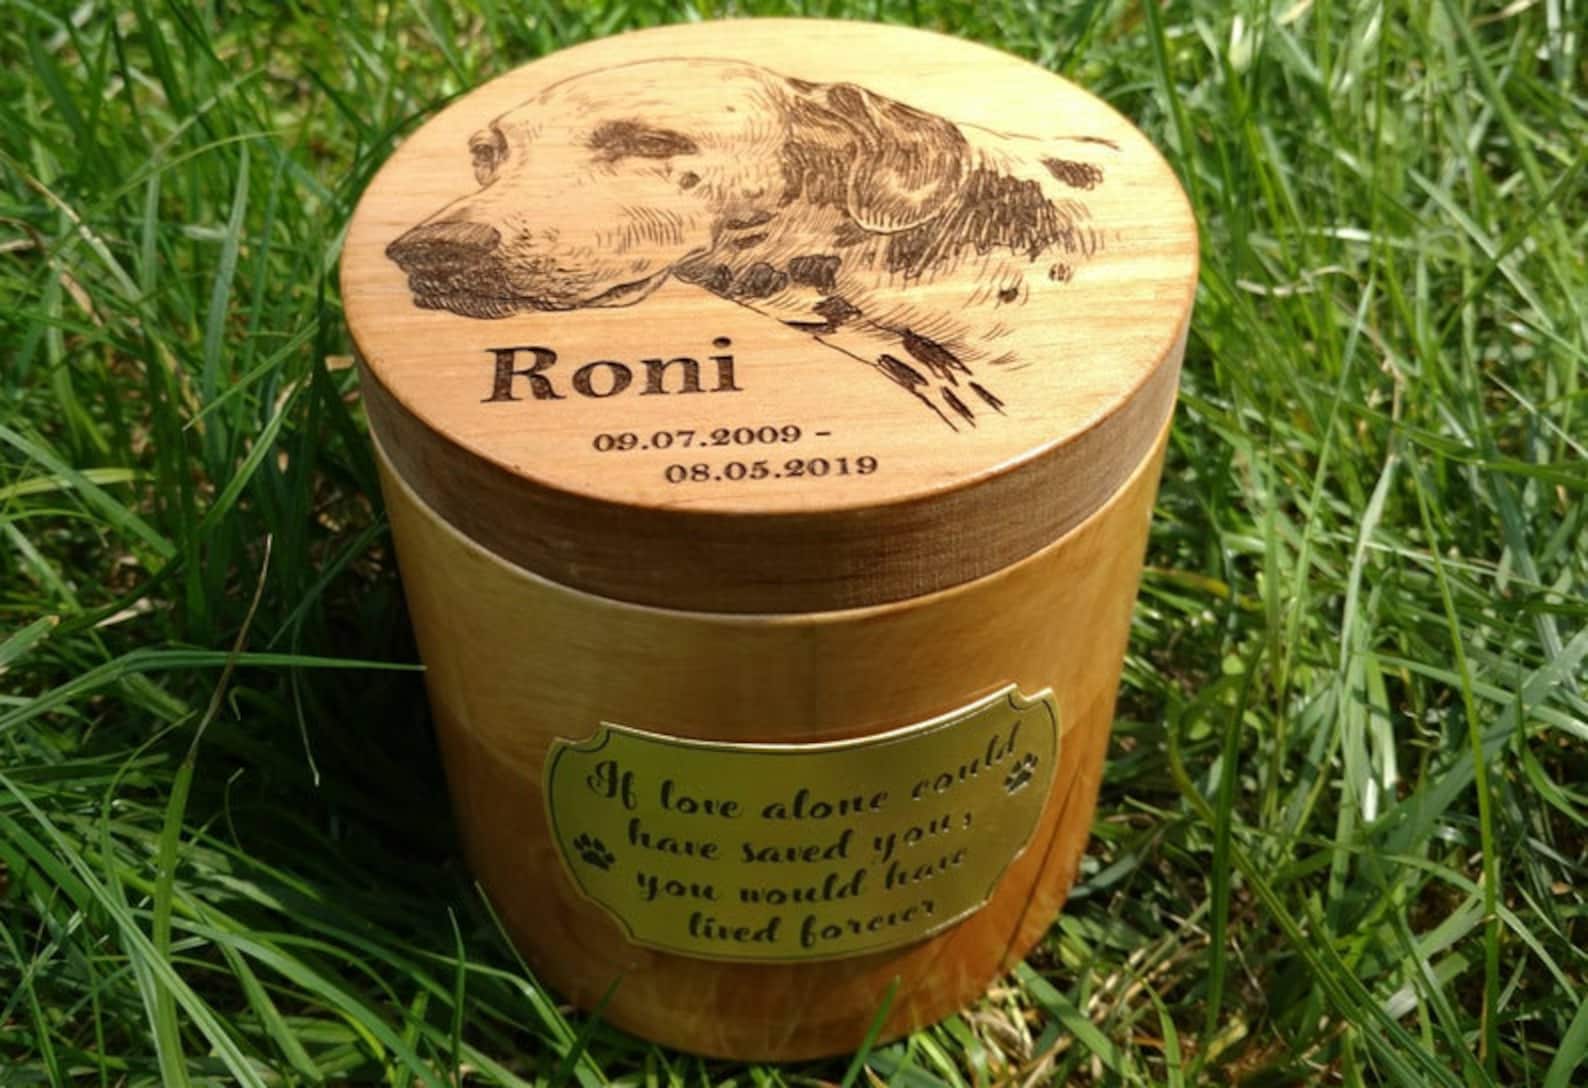 Roni
09.07.2009 -
08.05.2019
If love alone could
have saved you,
you would have
lived forever